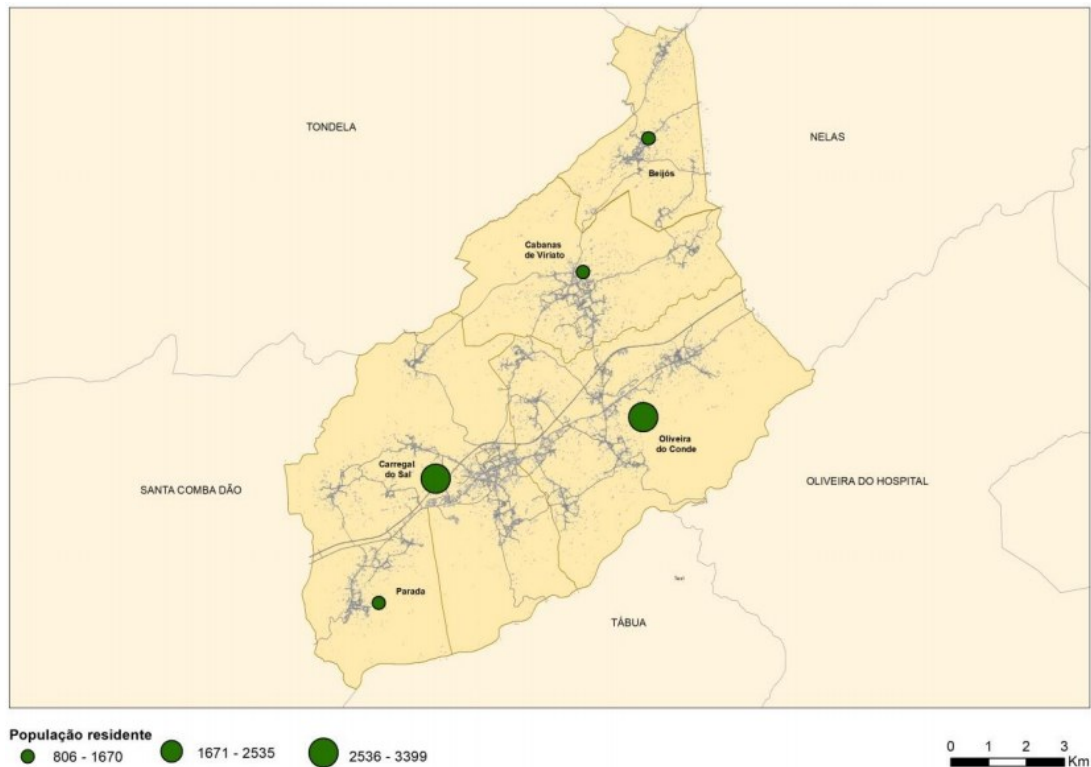 TONDELA
NELAS
Beijós
Cabanas
de Viriato
Oliveira
do Conde
Carregal
do Sal
SANTA COMBA DÃO
OLIVEIRA DO HOSPITAL
Parada
Text
TÁBUA
População residente
806 - 1670
1671 - 2535
2536 - 3399
0 1 2 3
Km